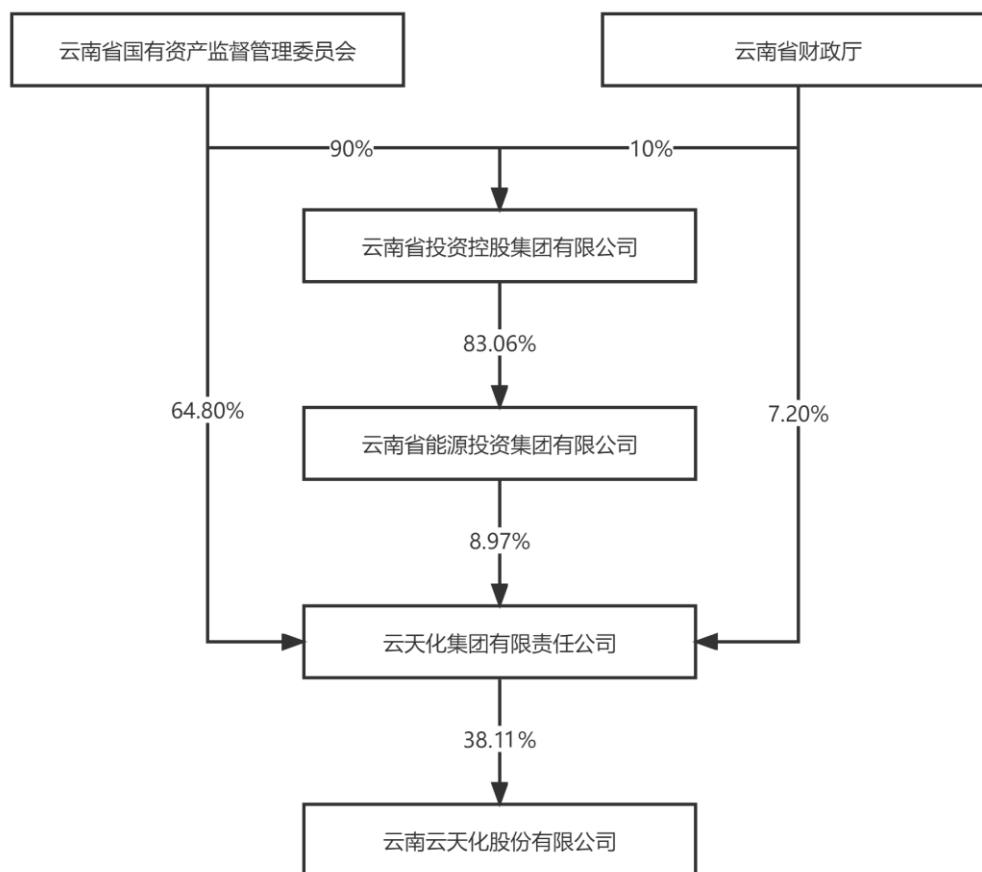 云南省国有资产监督管理委员会
云南省财政厅
90%
10%
云南省投资控股集团有限公司
83.06%
64.80%
7.20%
云南省能源投资集团有限公司
8.97%
云天化集团有限责任公司
38.11%
云南云天化股份有限公司